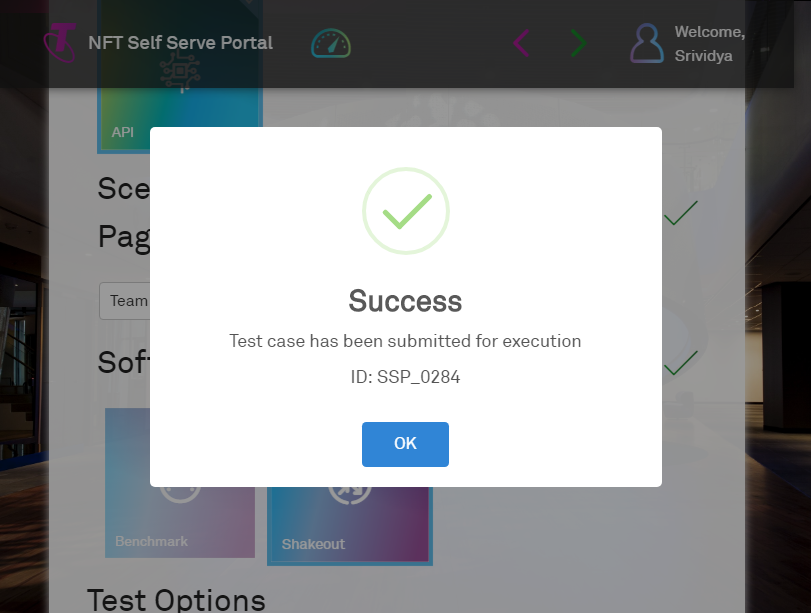 NFT Self Serve Portal
Welcome,
Srividya
API
Sce
Pag
Team
Soft
Success
Test case has been submitted for execution
ID: SSP_0284
OK
Benchmark
Shakeout
Test Options